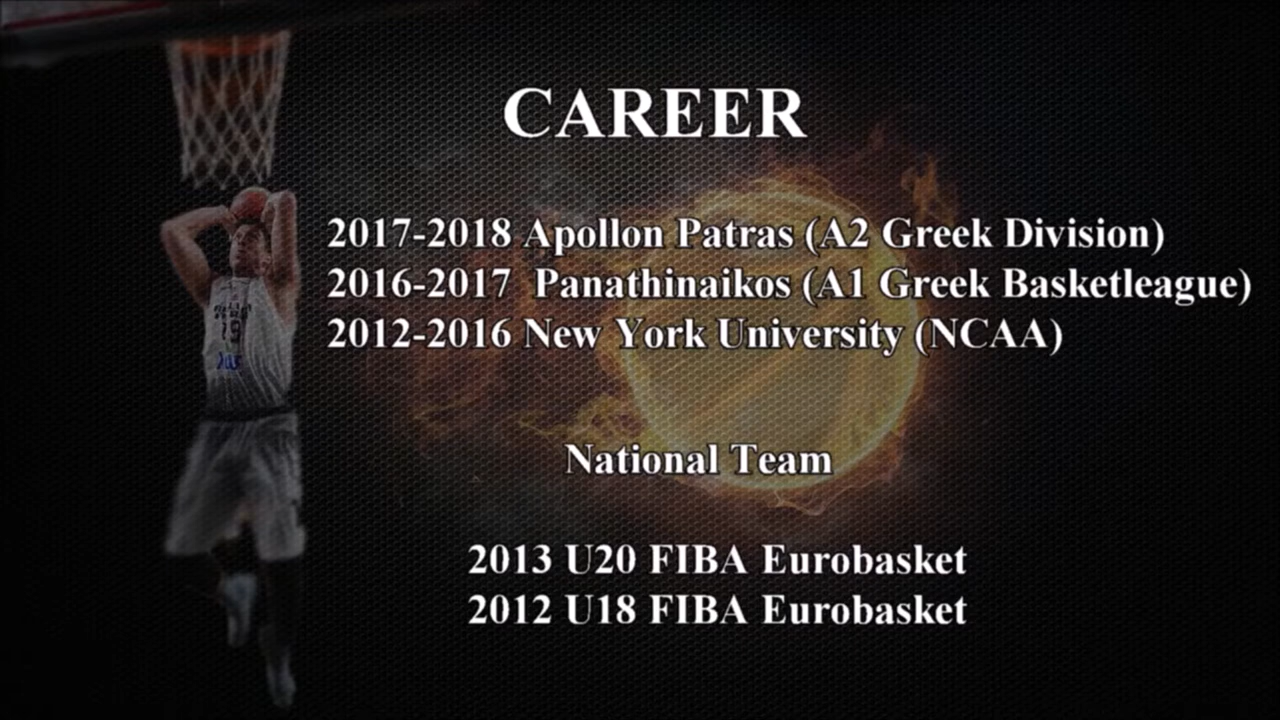 CAREER
2017-2018 Apollon Patras (A2 Greek Division)
2016-2017 Panathinaikos (A1 Greek Basketleague)
2012-2016 New York University (NCAA)
National Team
2013 U20 FIBA Eurobasket
2012 U18 FIBA Eurobasket
19